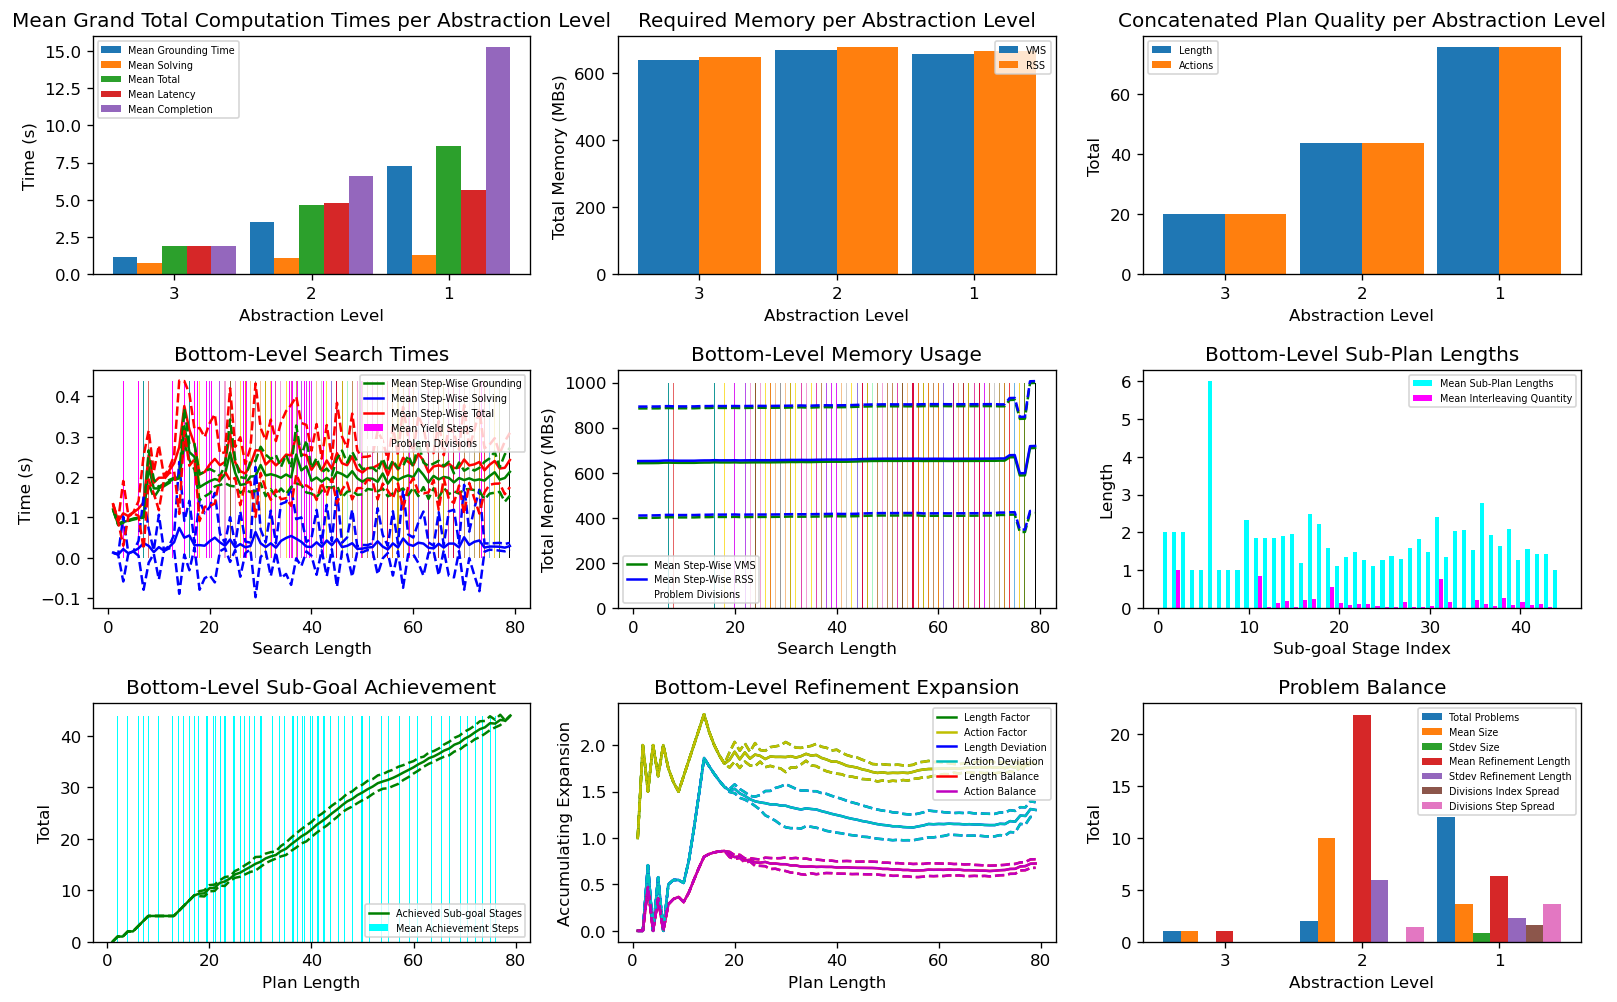 Mean Grand Total Computation Times per Abstraction Level
Time (s)
15.0
12.5
10.0
7.5
5.0
2.5
0.0
Mean Grounding Time
Mean Solving
Mean Total
Mean Latency
Mean Completion
3 2 1
Abstraction Level
Required Memory per Abstraction Level
Total Memory (MBs)
600
400
200
0
VMS
RSS
3 2 1
Abstraction Level
Concatenated Plan Quality per Abstraction Level
Total
60
40
20
0
Length
Actions
3 2 1
Abstraction Level
Bottom-Level Search Times
Time (s)
0.4
0.3
0.2
0.1
0.0
−0.1
Mean Step-Wise Grounding
Mean Step-Wise Solving
Mean Step-Wise Total
Mean Yield Steps
Problem Divisions
0 20 40 60 80
Search Length
Bottom-Level Memory Usage
Total Memory (MBs)
1000
800
600
400
200
0
Mean Step-Wise VMS
Mean Step-Wise RSS
Problem Divisions
0 20 40 60 80
Search Length
Bottom-Level Sub-Plan Lengths
Length
6
5
4
3
2
1
0
Mean Sub-Plan Lengths
Mean Interleaving Quantity
0 10 20 30 40
Sub-goal Stage Index
Bottom-Level Sub-Goal Achievement
Total
40
30
20
10
0
Achieved Sub-goal Stages
Mean Achievement Steps
0 20 40 60 80
Plan Length
Bottom-Level Refinement Expansion
Accumulating Expansion
2.0
1.5
1.0
0.5
0.0
Length Factor
Action Factor
Length Deviation
Action Deviation
Length Balance
Action Balance
0 20 40 60 80
Plan Length
Problem Balance
Total
20
15
10
5
0
Total Problems
Mean Size
Stdev Size
Mean Refinement Length
Stdev Refinement Length
Divisions Index Spread
Divisions Step Spread
3 2 1
Abstraction Level